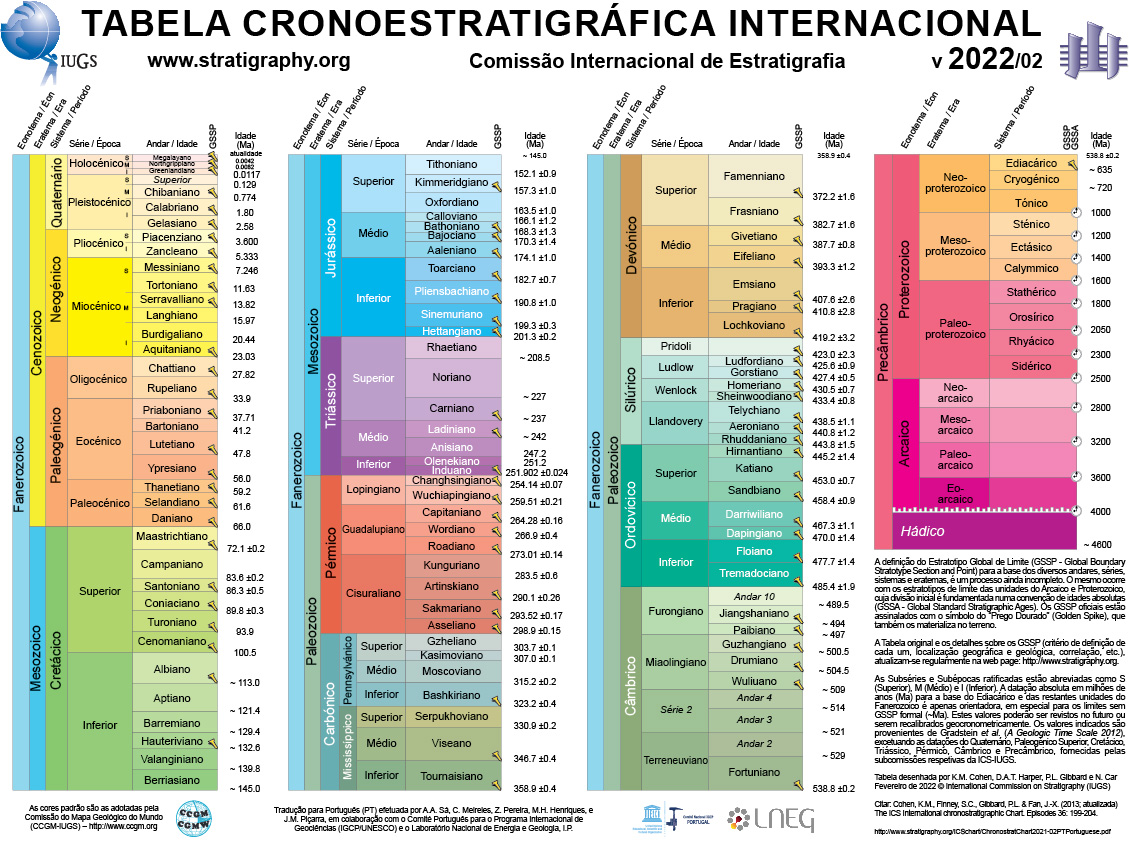 TABELA CRONOESTRATIGRÁFICA INTERNACIONAL
IUGS
www.stratigraphy.org
Comissão Internacional de Estratigrafia
v 2022/02
Eonotema / Éon
Eratema / Era
Sistema / Período
Série / Época
Andar / Idade
GSSP
Idade (Ma)
atualidade
Fanerozoico
Cenozoico
Quaternário
Holocénico
S
M
I
Megalayano
0.0042
Northgrippiano
0.0082
Greenlandiano
0.0117
Pleistocénico
Superior
0.129
S
M
I
Chibaniano
0.774
Calabriano
1.80
Gelasiano
2.58
Neogénico
Pliocénico
S
I
Piacenziano
3.600
Zancleano
5.333
Miocénico
S
M
I
Messiniano
7.246
Tortoniano
11.63
Serravalliano
13.82
Langhiano
15.97
Burdigaliano
20.44
Aquitaniano
23.03
Paleogénico
Oligocénico
Chattiano
27.82
Rupeliano
33.9
Eocénico
Priaboniano
37.71
Bartoniano
41.2
Lutetiano
47.8
Ypresiano
56.0
Paleocénico
Thanetiano
59.2
Selandiano
61.6
Daniano
66.0
Mesozoico
Cretácico
Superior
Maastrichtiano
72.1 ±0.2
Campaniano
83.6 ±0.2
Santoniano
86.3 ±0.5
Coniaciano
89.8 ±0.3
Turoniano
93.9
Cenomaniano
100.5
Inferior
Albiano
~ 113.0
Aptiano
~ 121.4
Barremiano
~ 129.4
Hauteriviano
~ 132.6
Valanginiano
~ 139.8
Berriasiano
~ 145.0
Eonotema / Éon
Eratema / Era
Sistema / Período
Série / Época
Andar / Idade
GSSP
Idade (Ma)
~ 145.0
Fanerozoico
Mesozoico
Jurássico
Superior
Tithoniano
152.1 ±0.9
Kimmeridgiano
157.3 ±1.0
Oxfordiano
163.5 ±1.0
Médio
Calloviano
166.1 ±1.2
Bathoniano
168.3 ±1.3
Bajociano
170.3 ±1.4
Aaleniano
174.1 ±1.0
Inferior
Toarciano
182.7 ±0.7
Pliensbachiano
190.8 ±1.0
Sinemuriano
199.3 ±0.3
Hettangiano
201.3 ±0.2
Triásico
Superior
Rhaetiano
~ 208.5
Noriano
~ 227
Carniano
~ 237
Médio
Ladiniano
~ 242
Anisiano
247.2
Inferior
Olenekiano
251.2
Induano
251.902 ±0.024
Paleozoico
Pérmico
Lopingiano
Changhsingiano
254.14 ±0.07
Wuchiapingiano
259.51 ±0.21
Guadalupiano
Capitaniano
264.28 ±0.16
Wordiano
266.9 ±0.4
Roadiano
273.01 ±0.14
Cisuraliano
Kunguriano
283.5 ±0.6
Artinskiano
290.1 ±0.26
Sakmariano
293.52 ±0.17
Asseliano
298.9 ±0.15
Carbónico
Pennsylvánico
Superior
Gzheliano
303.7 ±0.1
Kasimoviano
307.0 ±0.1
Médio
Moscoviano
315.2 ±0.2
Inferior
Bashkiriano
323.2 ±0.4
Mississíppico
Superior
Serpukhoviano
330.9 ±0.2
Médio
Viseano
346.7 ±0.4
Inferior
Tournaisiano
358.9 ±0.4
Eonotema / Éon
Eratema / Era
Sistema / Período
Série / Época
Andar / Idade
GSSP
Idade (Ma)
358.9 ±0.4
Fanerozoico
Paleozoico
Devónico
Superior
Famenniano
372.2 ±1.6
Frasniano
382.7 ±1.6
Médio
Givetiano
387.7 ±0.8
Eifeliano
393.3 ±1.2
Inferior
Emsiano
407.6 ±2.6
Pragiano
410.8 ±2.8
Lochkoviano
419.2 ±3.2
Silúrico
Pridoli
423.0 ±2.3
Ludlow
Ludfordiano
425.6 ±0.9
Gorstiano
427.4 ±0.5
Wenlock
Homeriano
430.5 ±0.7
Sheinwoodiano
433.4 ±0.8
Llandovery
Telychiano
438.5 ±1.1
Aeroniano
440.8 ±1.2
Rhuddaniano
443.8 ±1.5
Ordovícico
Superior
Hirnantiano
445.2 ±1.4
Katiano
453.0 ±0.7
Sandbiano
458.4 ±0.9
Médio
Darriwiliano
467.3 ±1.1
Dapingiano
470.0 ±1.4
Inferior
Floiano
477.7 ±1.4
Tremadociano
485.4 ±1.9
Câmbrico
Furongiano
Andar 10
~ 489.5
Jiangshaniano
~ 494
Paibiano
~ 497
Miaolingiano
Guzhangiano
~ 500.5
Drumiano
~ 504.5
Wuliuano
~ 509
Série 2
Andar 4
~ 514
Andar 3
~ 521
Terreneuviano
Andar 2
~ 529
Fortuniano
538.8 ±0.2
Eonotema / Éon
Eratema / Era
Sistema / Período
GSSP
GSSA
Idade (Ma)
538.8 ±0.2
Precâmbrico
Proterozoico
Neo-
proterozoico
Ediacárico
~ 635
Cryogénico
~ 720
Tónico
1000
Meso-
proterozoico
Sténico
1200
Ectásico
1400
Calymmico
1600
Paleo-
proterozoico
Stathérico
1800
Orosírico
2050
Rhyácico
2300
Sidérico
2500
Arcaico
Neo-
arcaico
2800
Meso-
arcaico
3200
Paleo-
arcaico
3600
Eo-
arcaico
4000
Hádico
~ 4600
A definição do Estratotipo Global de Limite (GSSP - Global Boundary
Stratotype Section and Point) para a base dos diversos andares, séries,
sistemas e eratemas, é um processo ainda incompleto. O mesmo ocorre
com os estratotipos de limite das unidades do Arcaico e Proterozoico,
cuja divisão inicial é fundamentada numa convenção de idades absolutas
(GSSA - Global Standard Stratigraphic Ages). Os GSSP oficiais estão
assinalados com o símbolo do "Prego Dourado" (Golden Spike), que
também os materializa no terreno.
A Tabela original e os detalhes sobre os GSSP (critério de definição de
cada um, localização geográfica e geológica, correlação, etc.),
atualizam-se regularmente na web page: http://www.stratigráphy.org.
As Subséries e Subépocas ratificadas estão abreviadas como S
(Superior), M (Médio) e I (Inferior). A datação absoluta em milhões de
anos (Ma) para a base do Ediacárico e das restantes unidades do
Fanerozoico é apenas orientadora, em especial para os limites sem
GSSP formal (~Ma). Estes valores poderão ser revistos no futuro ou
serem recalibrados geocronometricamente. Os valores indicados são
provenientes de Gradstein et al. (A Geologic Time Scale 2012),
excetuando as datações do Quaternário, Paleogénico Superior, Cretácico,
Triássico, Pérmico, Câmbrico e Precâmbrico, fornecidas pelas
subcomissões respetivas da ICS-IUGS.
Tabela desenhada por K.M. Cohen, D.A.T. Harper, P.L. Gibbard e N. Car
Fevereiro de 2022 © International Commission on Stratigraphy (IUGS)
Citar: Cohen, K.M., Finney, S.C., Gibbard, P.L. & Fan, J.-X. (2013; atualizada)
The ICS International chronostratigraphic Chart. Episodes 36: 199-204.
http://www.stratigraphy.org/ICSchart/ChronostratChart2021-02PTPortuguese.pdf
As cores padrão são as adotadas pela
Comissão do Mapa Geológico do Mundo
(CCGM-IUGS) – http://www.ccgm.org
CCGM
CGMW
Tradução para Português (PT) efetuada por A.A. Sá, C. Meireles, Z. Pereira, M.H. Henriques, e
J.M. Piçarra, em colaboração com o Comité Português para o Programa Internacional de
Geociências (IGCP/UNESCO) e o Laboratório Nacional de Energia e Geologia, I.P.
Comité Nacional IGCP
PORTUGAL
LNEG